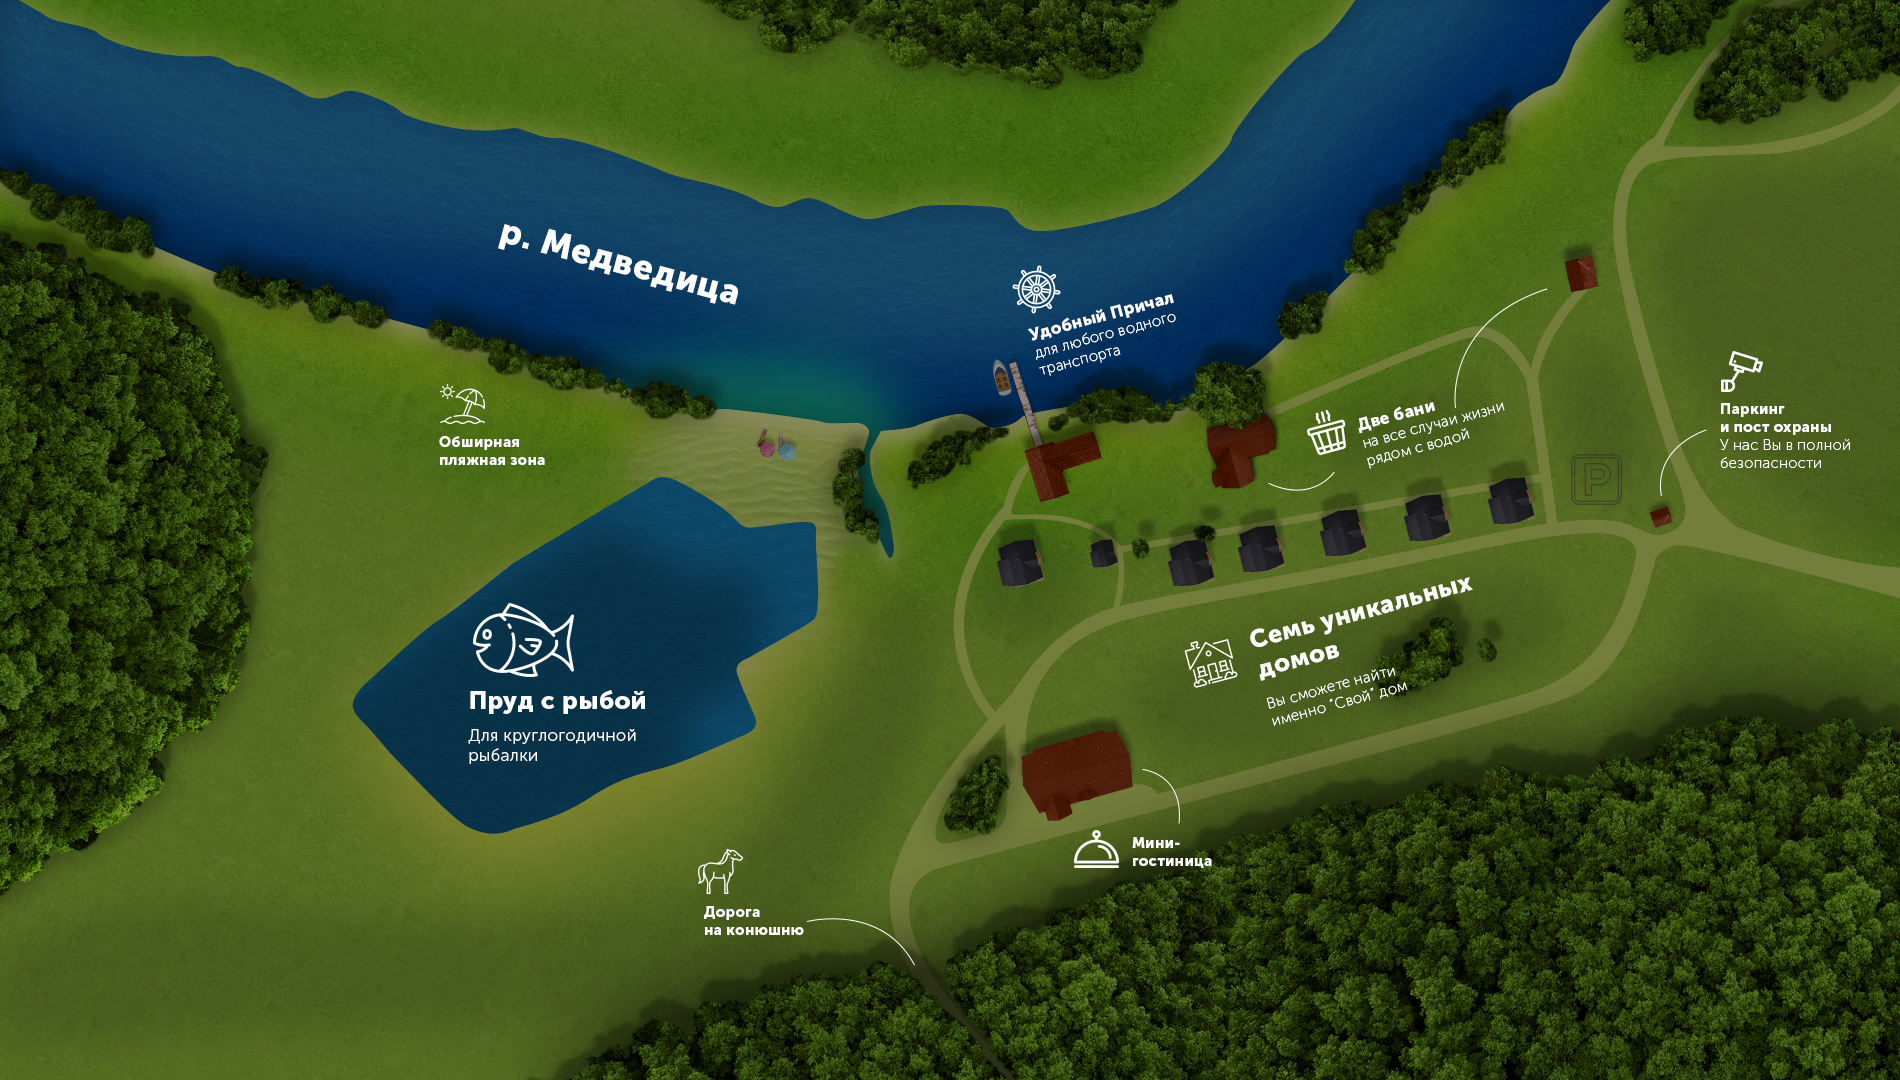 р. Медведица
Удобный Причал
для любого водного
транспорта
Обширная
пляжная зона
Две бани
на все случаи жизни
рядом с водой
Паркинг
и пост охраны
У нас Вы в полной
безопасности
P
Семь уникальных
домов
Вы сможете найти
именно "Свой" дом
Пруд с рыбой
Для круглогодичной
рыбалки
Мини-
гостиница
Дорога
на конюшню